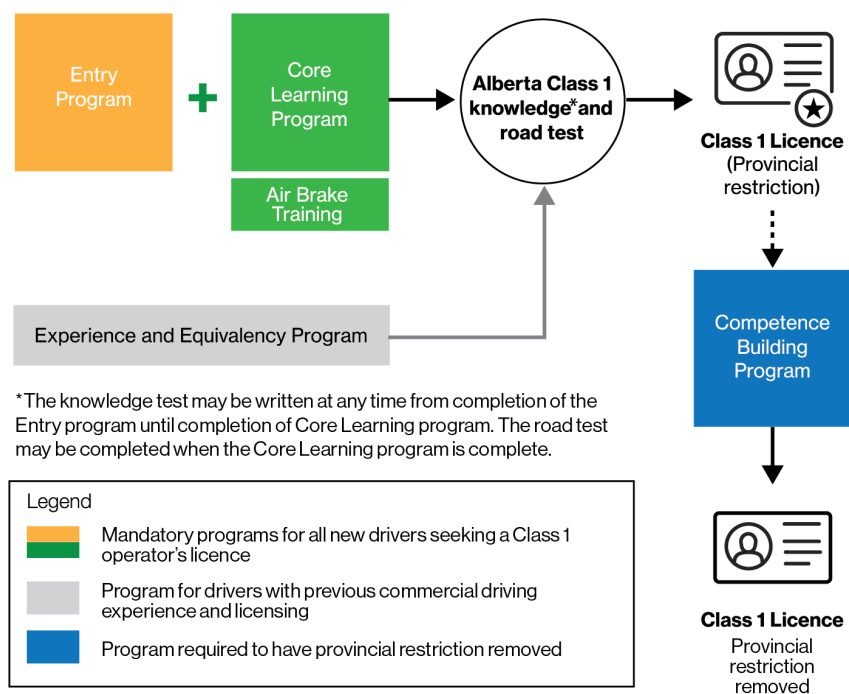 Entry
Program
+
Core
Learning
Program
Air Brake
Training
Alberta Class 1
knowledge* and
road test
Class 1 Licence
(Provincial
restriction)
Experience and Equivalency Program
Competence
Building
Program
*The knowledge test may be written at any time from completion of the
Entry program until completion of Core Learning program. The road test
may be completed when the Core Learning program is complete.
Legend
Mandatory programs for all new drivers seeking a Class 1
operator's licence
Program for drivers with previous commercial driving
experience and licensing
Program required to have provincial restriction removed
Class 1 Licence
Provincial
restriction
removed